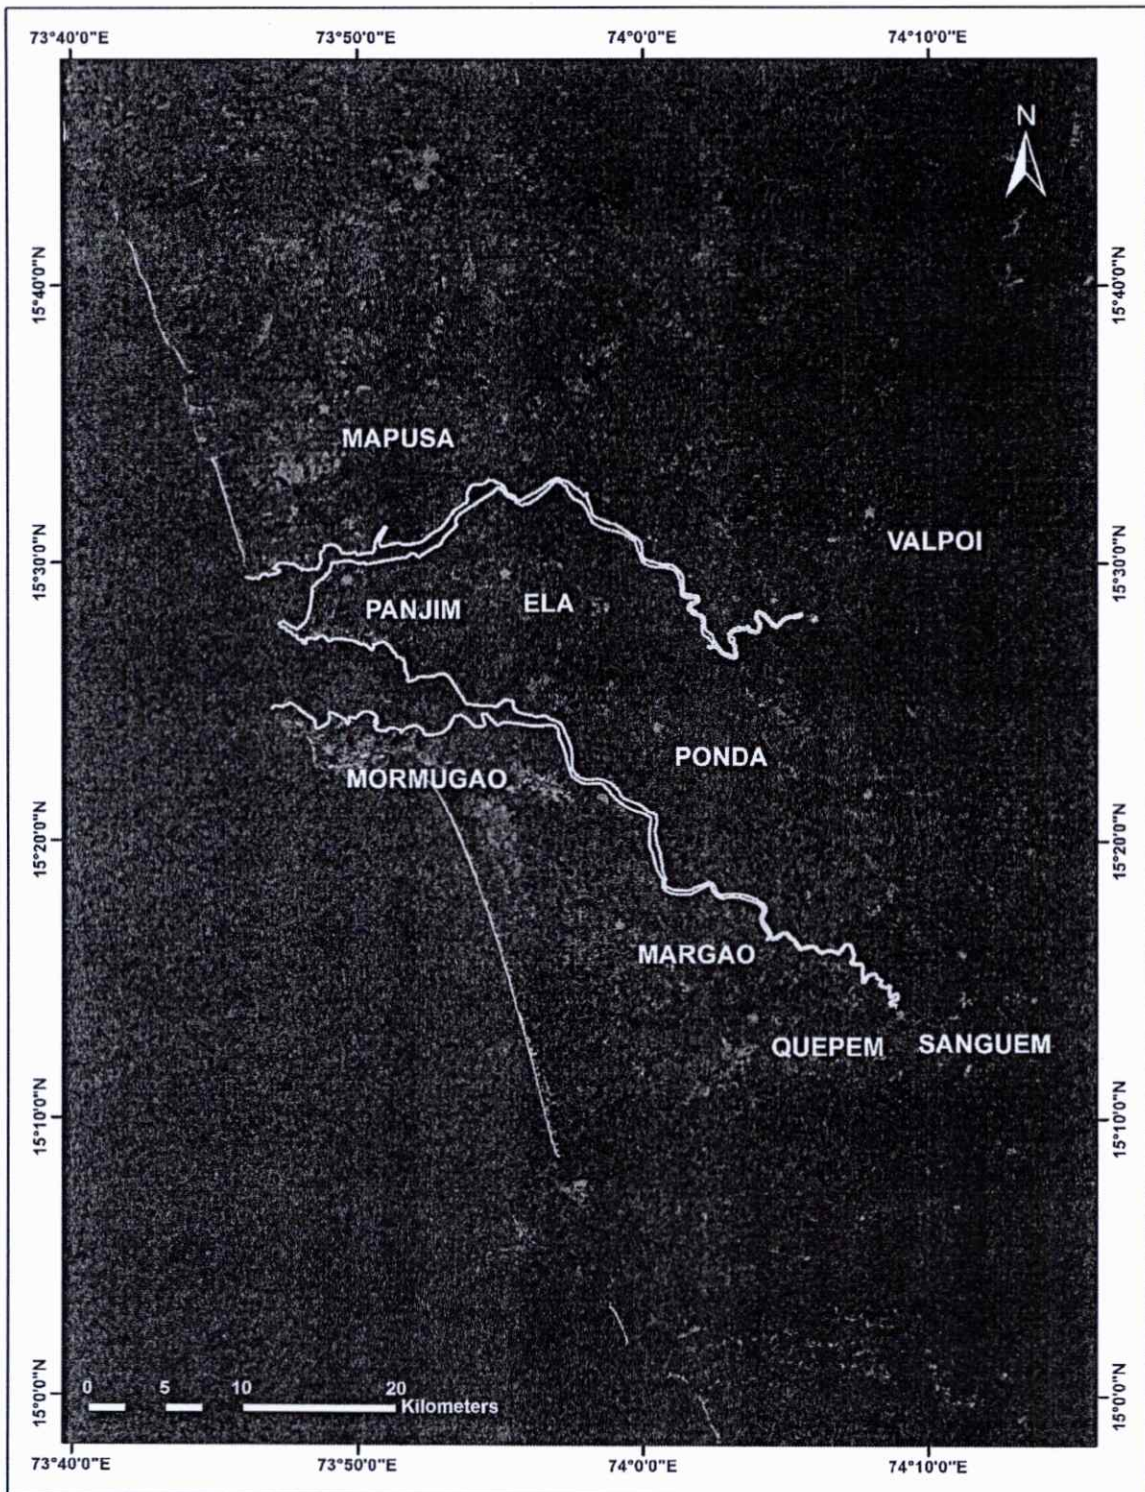 73°40'0"E 73°50'0"E 74°0'0"E 74°10'0"E
N
15°40'0"N 15°40'0"N
MAPUSA
VALPOI
15°30'0"N 15°30'0"N
ELA
PANJIM
PONDA
MORMUGAO
15°20'0"N 15°20'0"N
MARGAO
QUEPEM SANGUEM
15°10'0"N 15°10'0"N
0 5 10 20
Kilometers
15°0'0"N 15°0'0"N
73°40'0"E 73°50'0"E 74°0'0"E 74°10'0"E